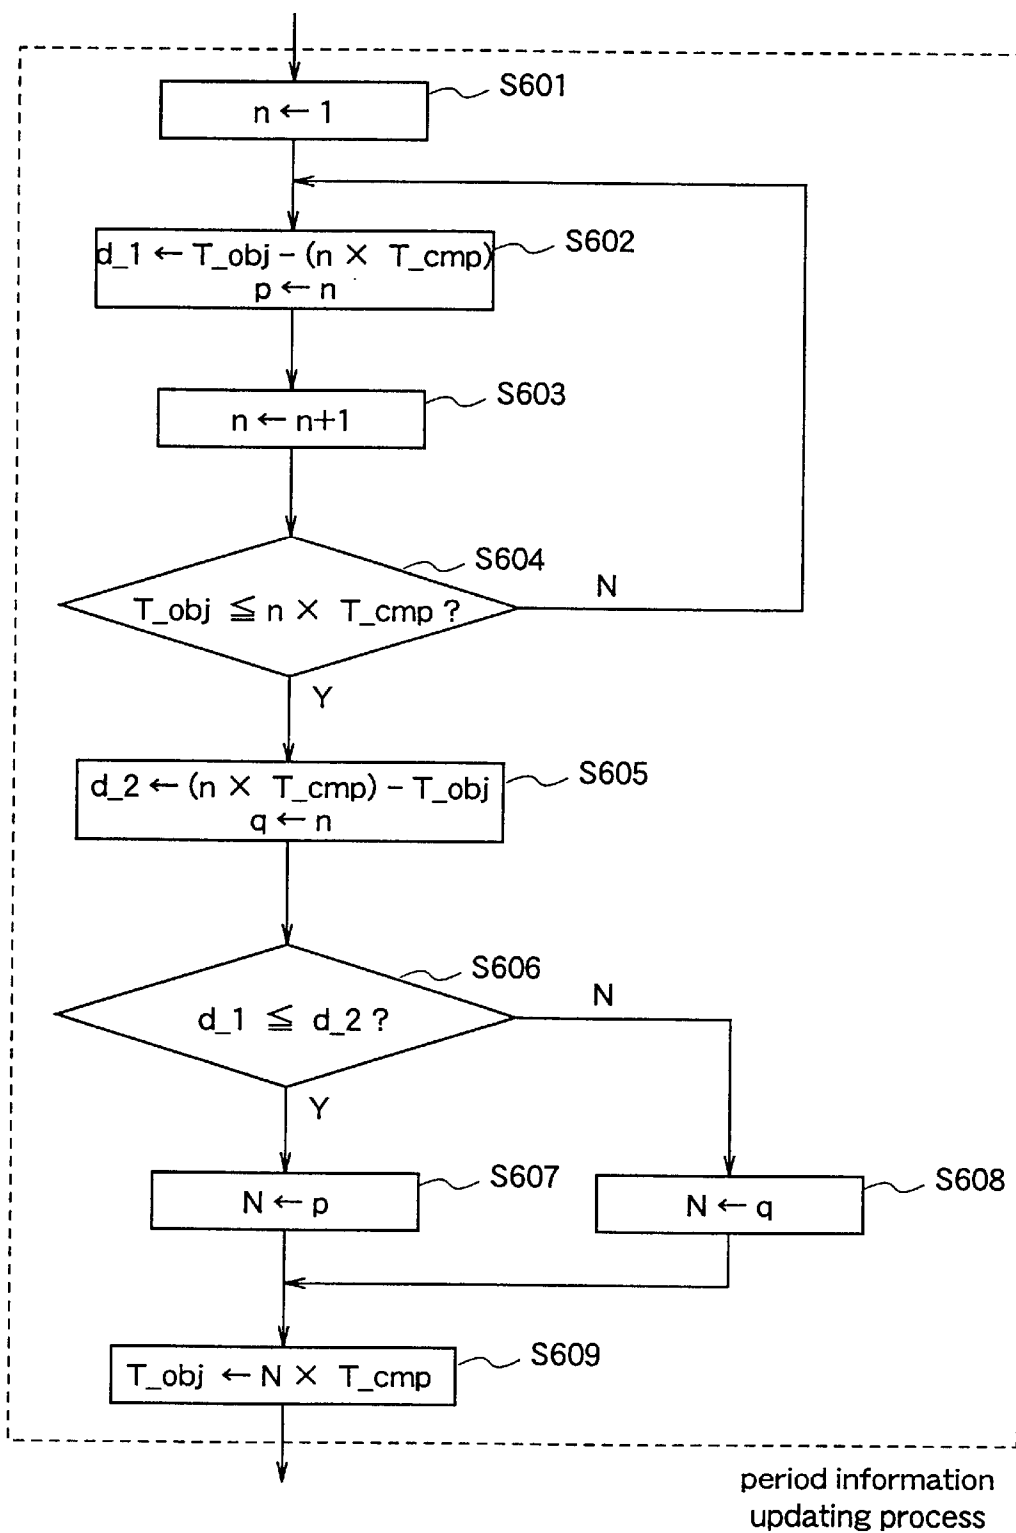 S601
n ← 1
S602
d_1 ← T_obj - (n × T_cmp)
p ← n
S603
n ← n+1
S604
T_obj ≦ n × T_cmp ?
N
Y
S605
d_2 ← (n × T_cmp) - T_obj
q ← n
S606
d_1 ≦ d_2 ?
N
Y
S607
N ← p
S608
N ← q
S609
T_obj ← N × T_cmp
period information
updating process